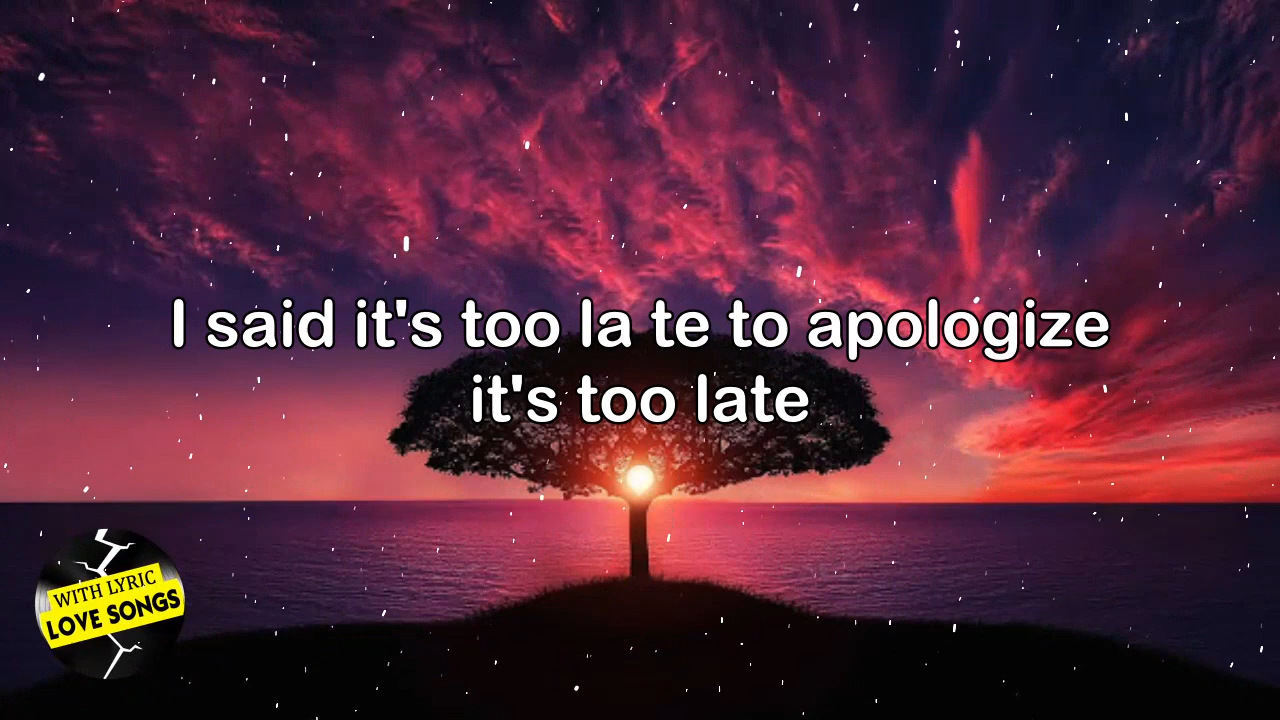 I said it's too la te to apologize
it's too late
WITH LYRIC
LOVE SONGS